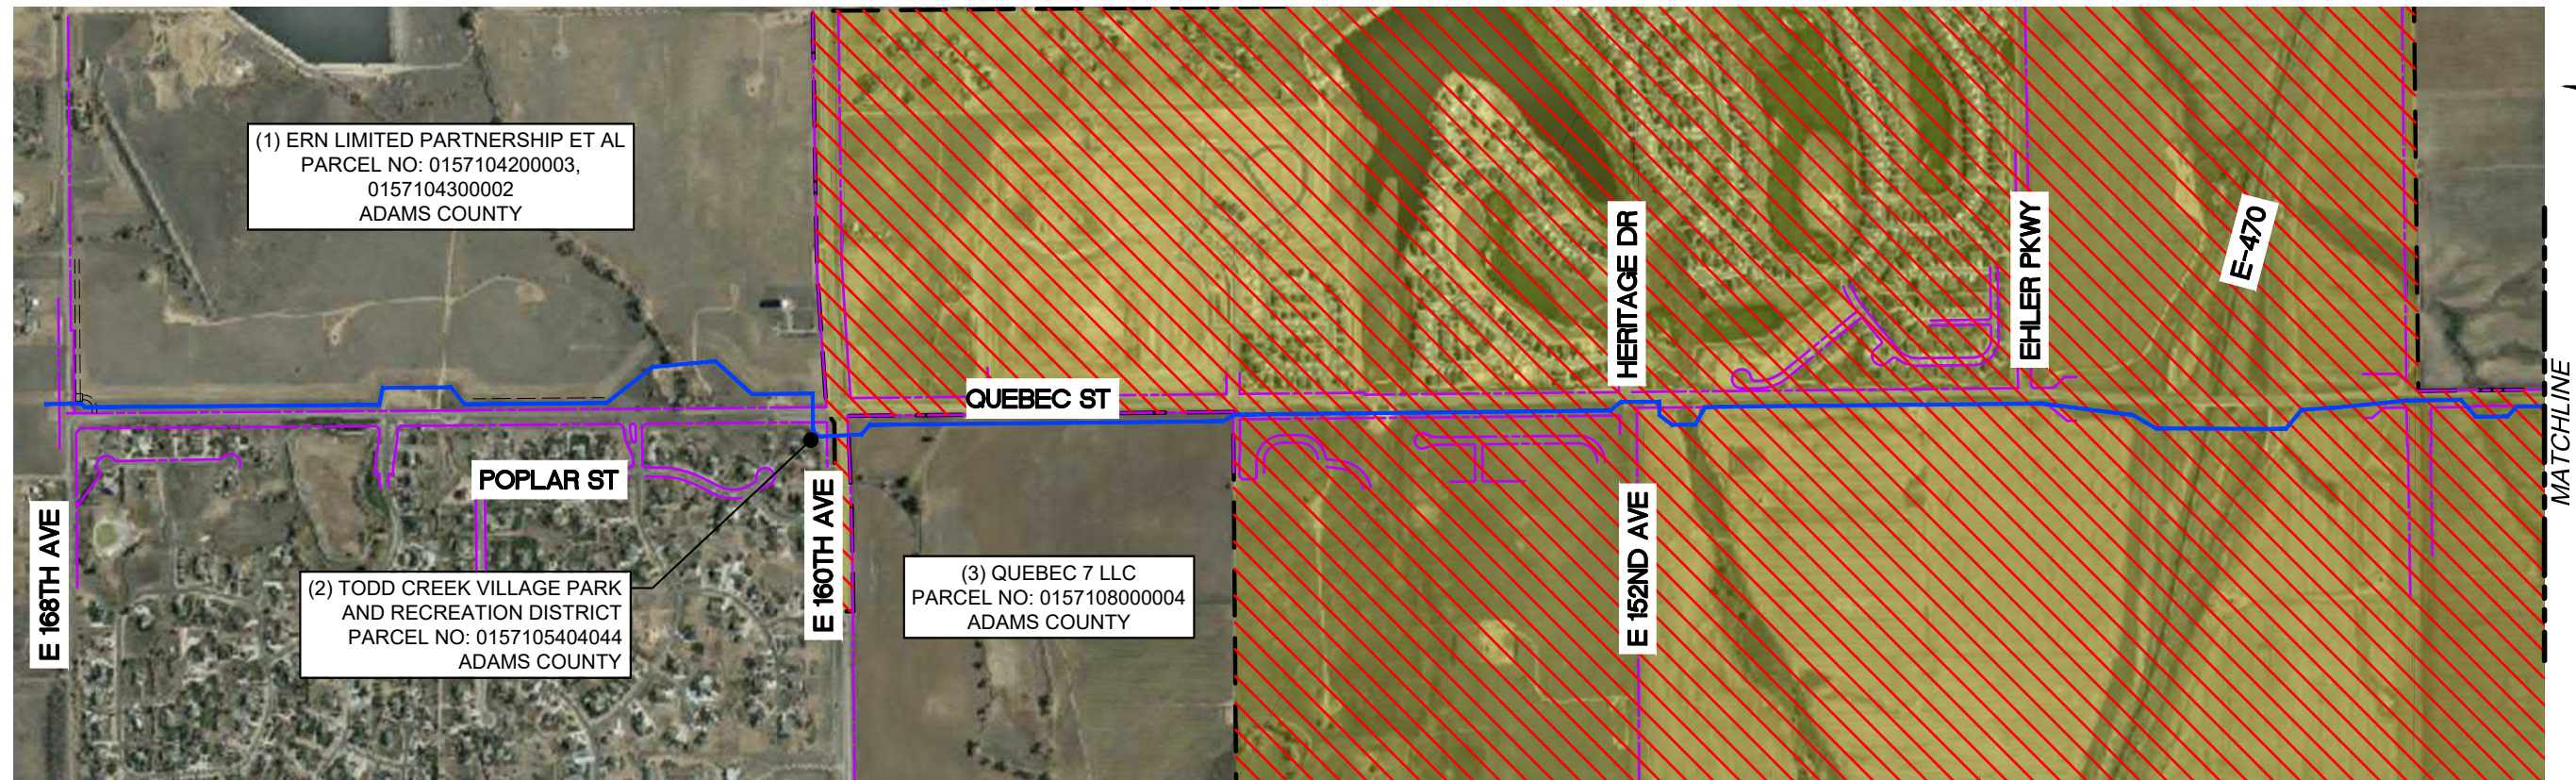 (1) ERN LIMITED PARTNERSHIP ET AL
PARCEL NO: 0157104200003,
0157104300002
ADAMS COUNTY
QUEBEC ST
HERITAGE DR
EHLER PKWY
E-470
MATCHLINE
POPLAR ST
E 168TH AVE
(2) TODD CREEK VILLAGE PARK
AND RECREATION DISTRICT
PARCEL NO: 0157105404044
ADAMS COUNTY
E 160TH AVE
(3) QUEBEC 7 LLC
PARCEL NO: 0157108000004
ADAMS COUNTY
E 152ND AVE